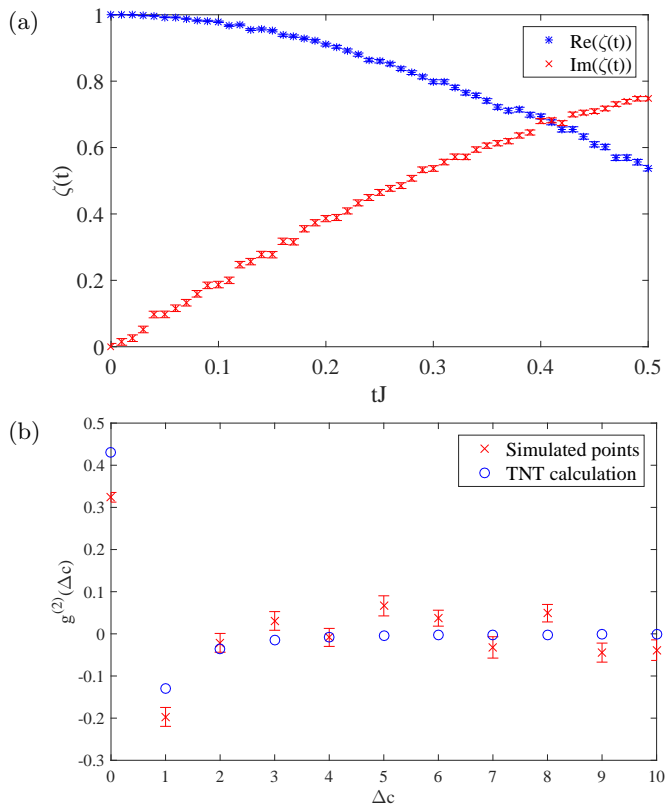 (a)
1
0.8
0.6
0.4
0.2
0
ζ(t)
Re(ζ(t))
Im(ζ(t))
0 0.1 0.2 0.3 0.4 0.5
tJ
(b)
0.5
0.4
0.3
0.2
0.1
0
-0.1
-0.2
-0.3
g(2)(Δc)
Simulated points
TNT calculation
0 1 2 3 4 5 6 7 8 9 10
Δc